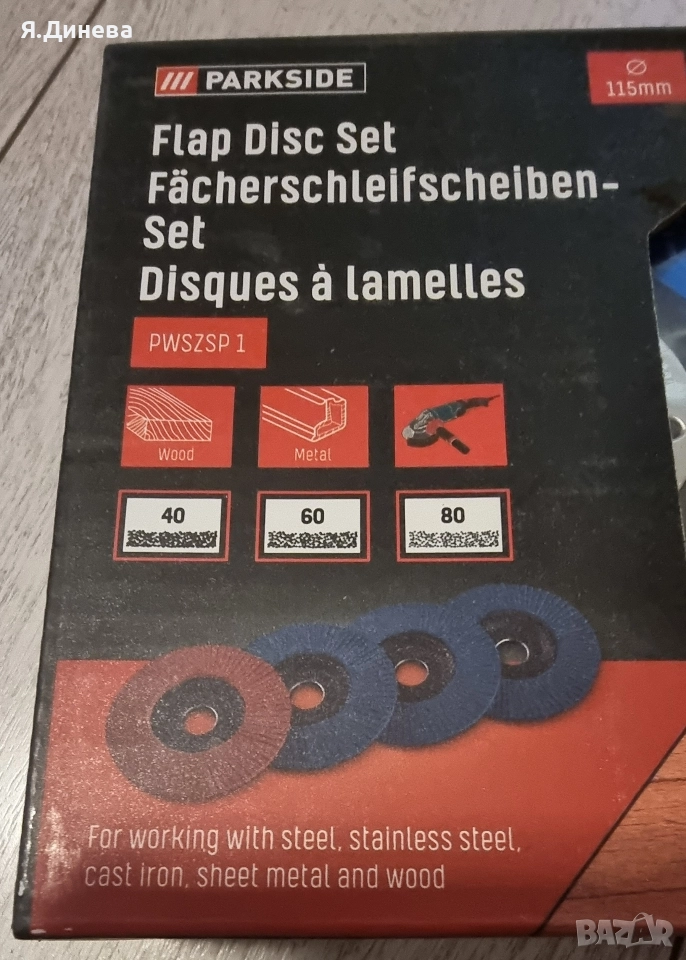 Я.Динева
PARKSIDE
Ø
115mm
Flap Disc Set
Fächerschleifscheiben-
Set
Disques à lamelles
PWSZSP 1
Wood
Metal
40
60
80
For working with steel, stainless steel,
cast iron, sheet metal and wood
BAZAR